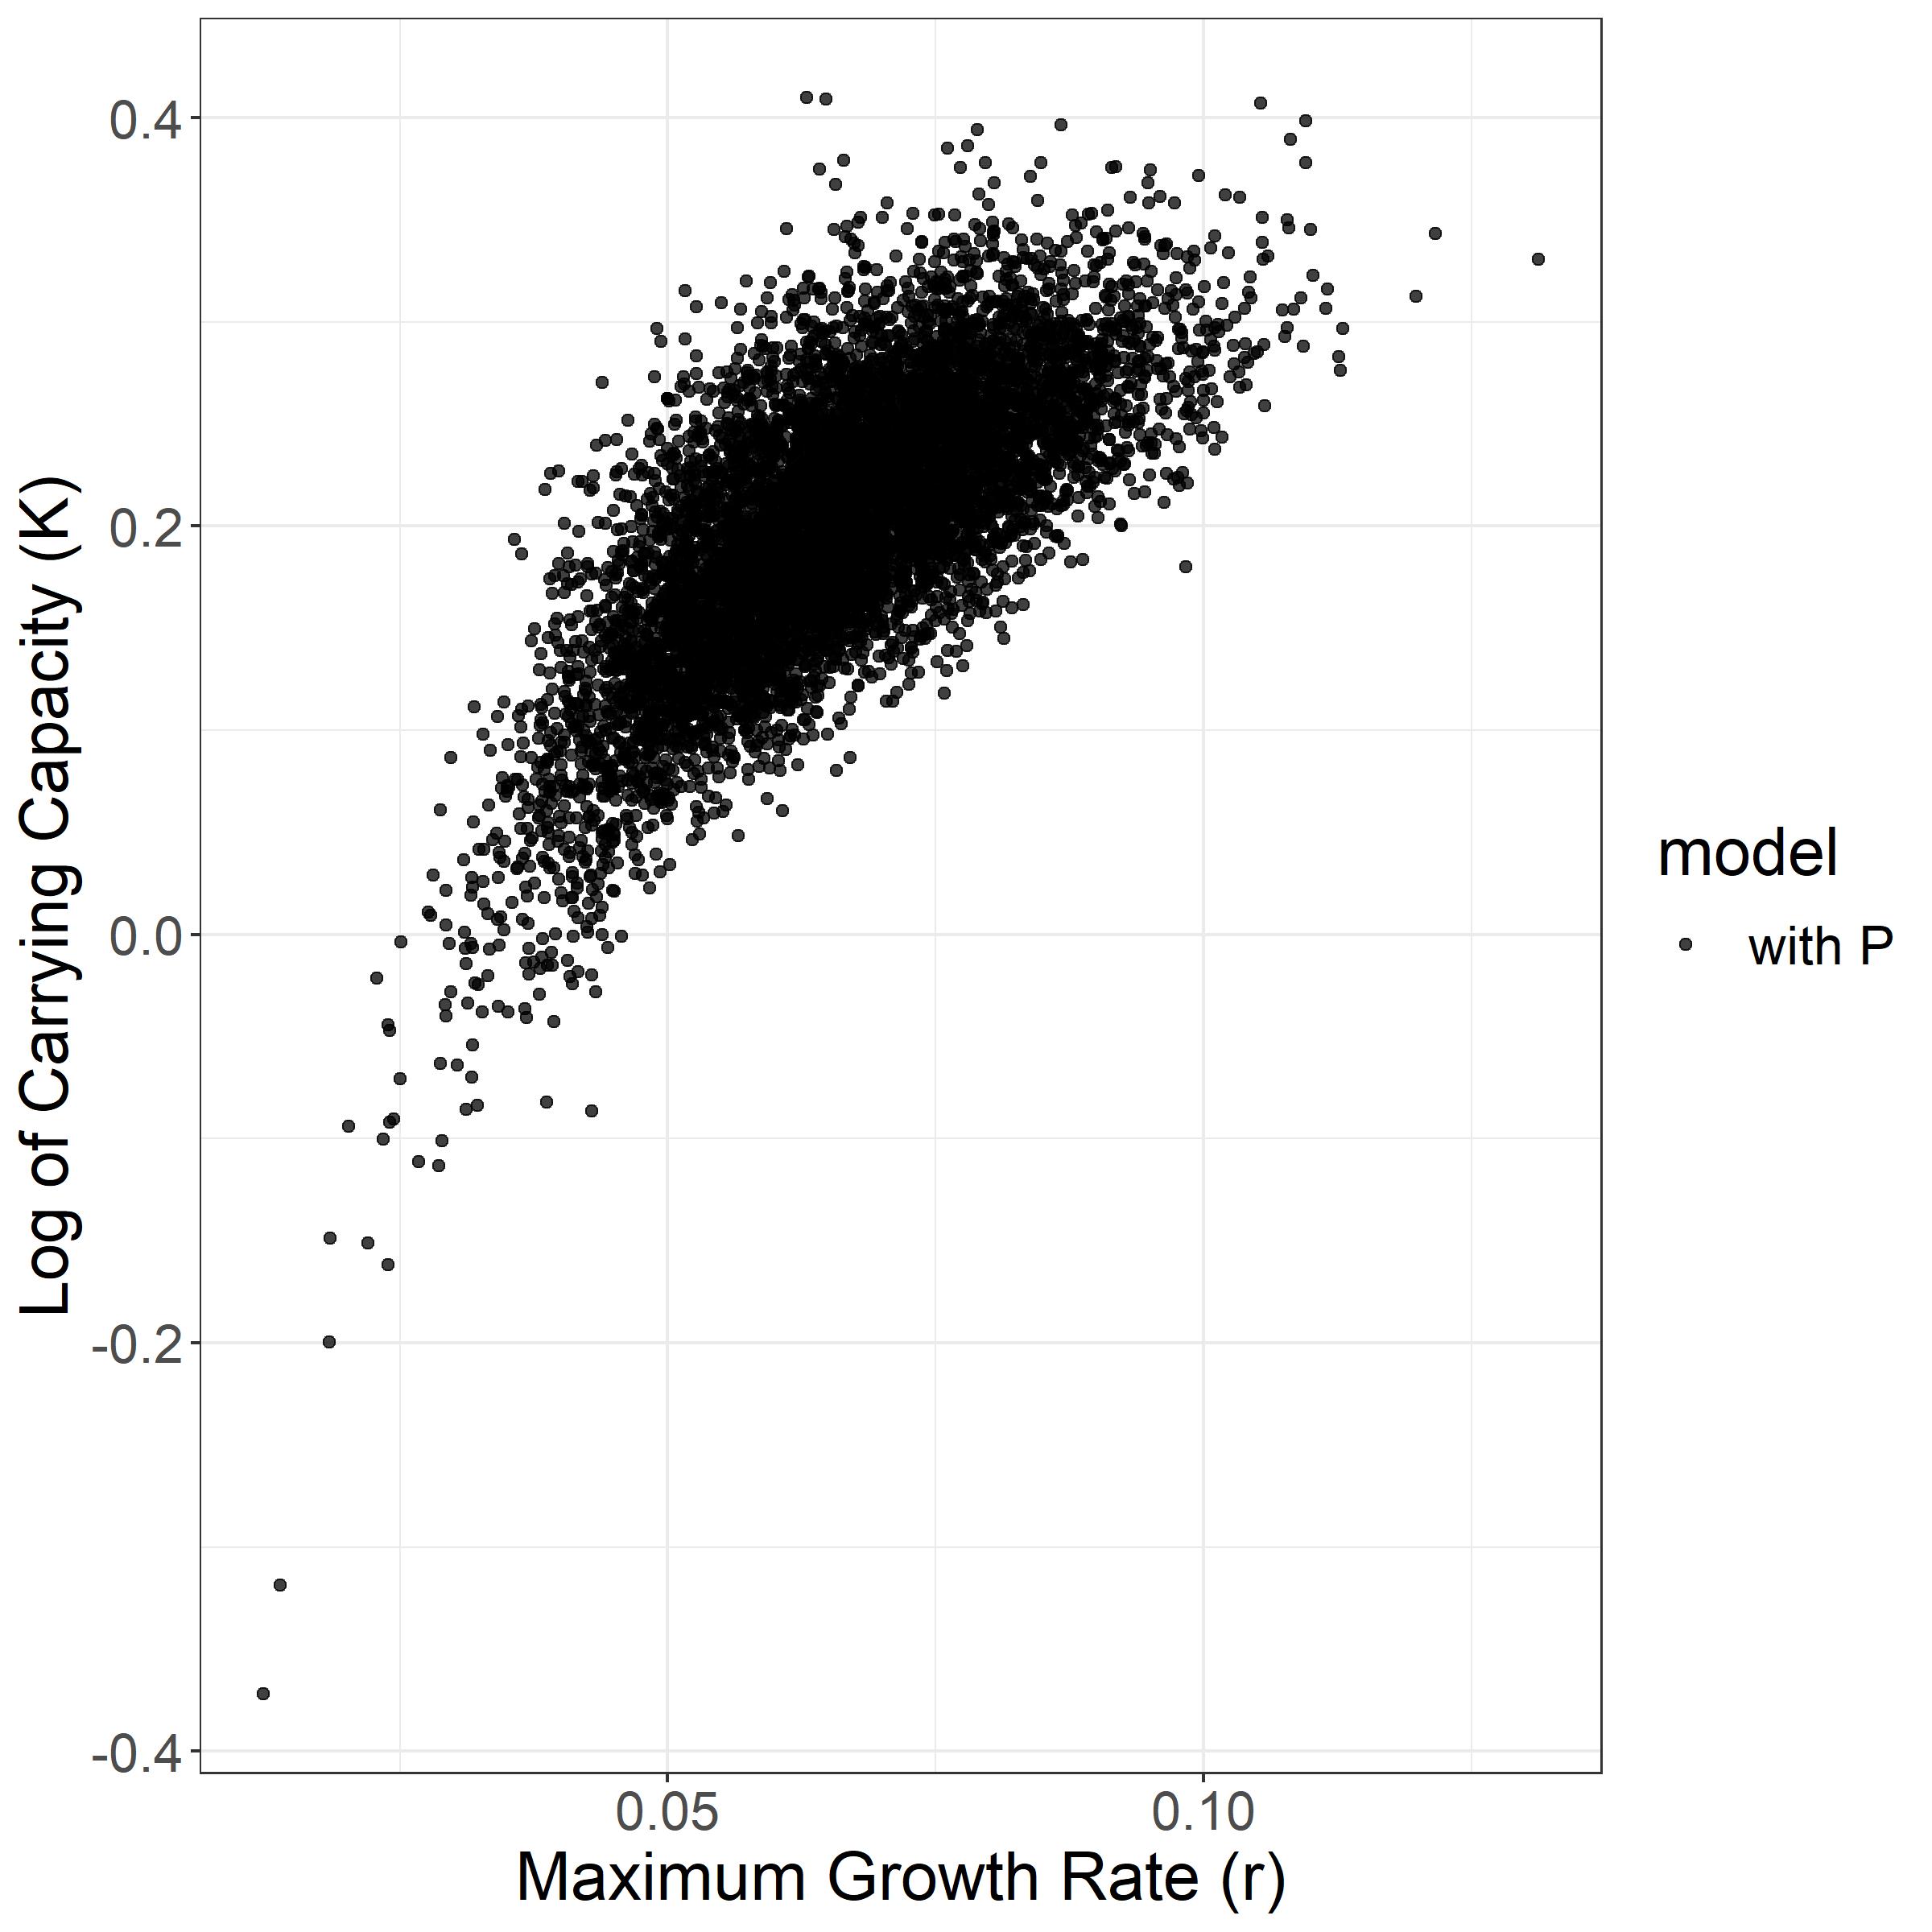 Log of Carrying Capacity (K)
0.4
0.2
0.0
-0.2
-0.4
0.05 0.10
Maximum Growth Rate (r)
model
with P